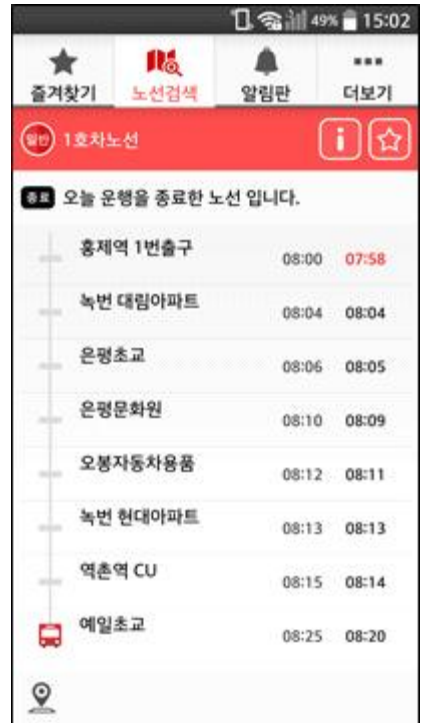 49% 15:02
즐겨찾기 노선검색 알림판 더보기
일반 1호차노선
종료 오늘 운행을 종료한 노선 입니다.
홍제역 1번출구 08:00 07:58
녹번 대림아파트 08:04 08:04
은평초교 08:06 08:05
은평문화원 08:10 08:09
오봉자동차용품 08:12 08:11
녹번 현대아파트 08:13 08:13
역촌역 CU 08:15 08:14
예일초교 08:25 08:20